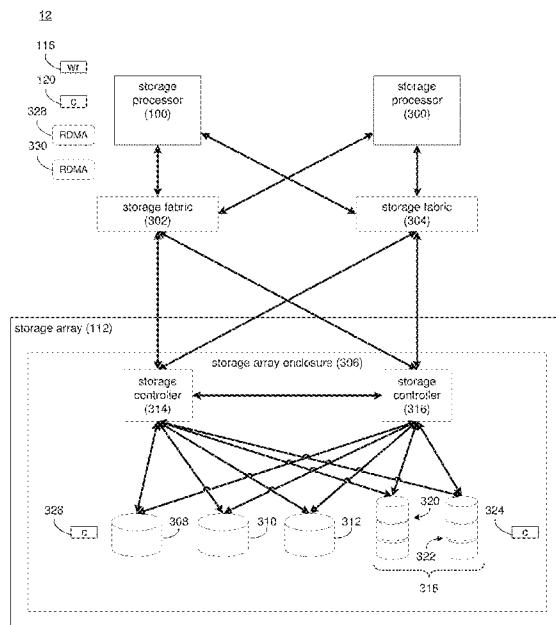 12
116
wr
120
c
328
RDMA
330
RDMA
storage
processor
(100)
storage
processor
(300)
storage fabric
(302)
storage fabric
(304)
storage array (112)
storage array enclosure (306)
storage
controller
(314)
storage
controller
(316)
326
c
308
310
312
320
322
324
c
318